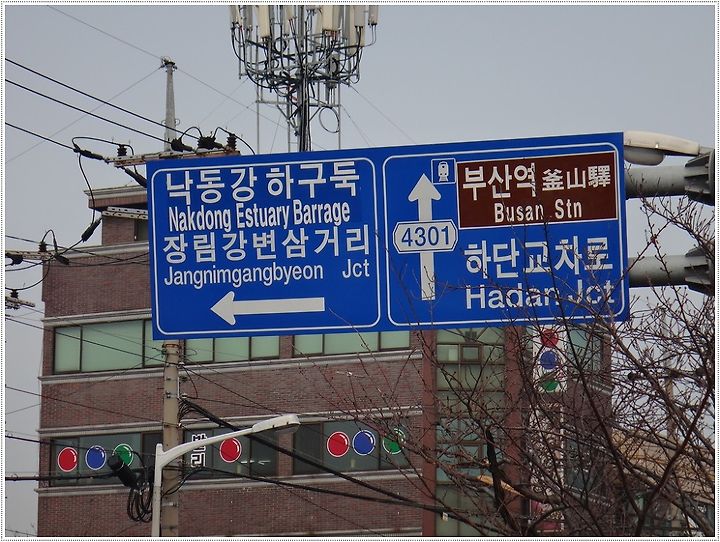 낙동강하구둑
Nakdong Estuary Barrage
장림강변삼거리
Jangnimgangbyeon Jct
부산역 釜山驛
Busan Stn
4301
하단교차로
Hadan Jct